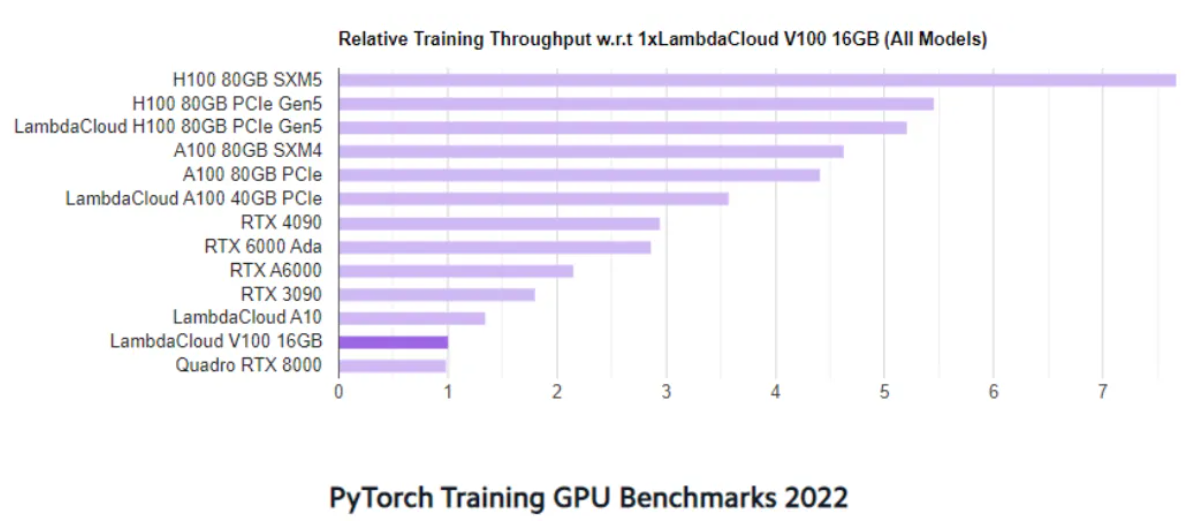 Relative Training Throughput w.r.t 1xLambdaCloud V100 16GB (All Models)
H100 80GB SXM5
H100 80GB PCIe Gen5
LambdaCloud H100 80GB PCIe Gen5
A100 80GB SXM4
A100 80GB PCIe
LambdaCloud A100 40GB PCIe
RTX 4090
RTX 6000 Ada
RTX A6000
RTX 3090
LambdaCloud A10
LambdaCloud V100 16GB
Quadro RTX 8000
0 1 2 3 4 5 6 7
PyTorch Training GPU Benchmarks 2022